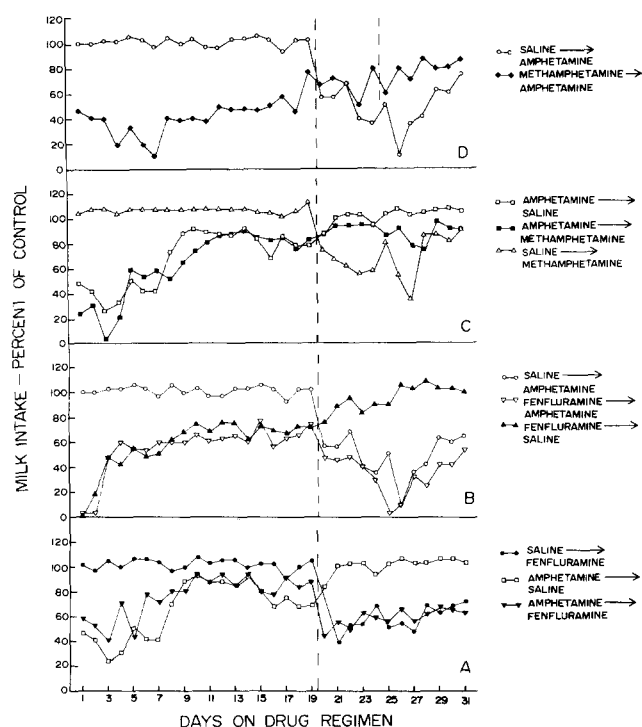 120
100
80
60
40
20
0
D
SALINE →
AMPHETAMINE
METHAMPHETAMINE →
AMPHETAMINE
120
100
80
60
40
20
0
C
AMPHETAMINE →
SALINE
AMPHETAMINE →
METHAMPHETAMINE
SALINE →
METHAMPHETAMINE
120
100
80
60
40
20
0
B
SALINE →
AMPHETAMINE
FENFLURAMINE →
AMPHETAMINE
FENFLURAMINE →
SALINE
120
100
80
60
40
20
0
A
SALINE →
FENFLURAMINE
AMPHETAMINE →
SALINE
AMPHETAMINE →
FENFLURAMINE
MILK INTAKE — PERCENT OF CONTROL
1 3 5 7 9 11 13 15 17 19 21 23 25 27 29 31
DAYS ON DRUG REGIMEN